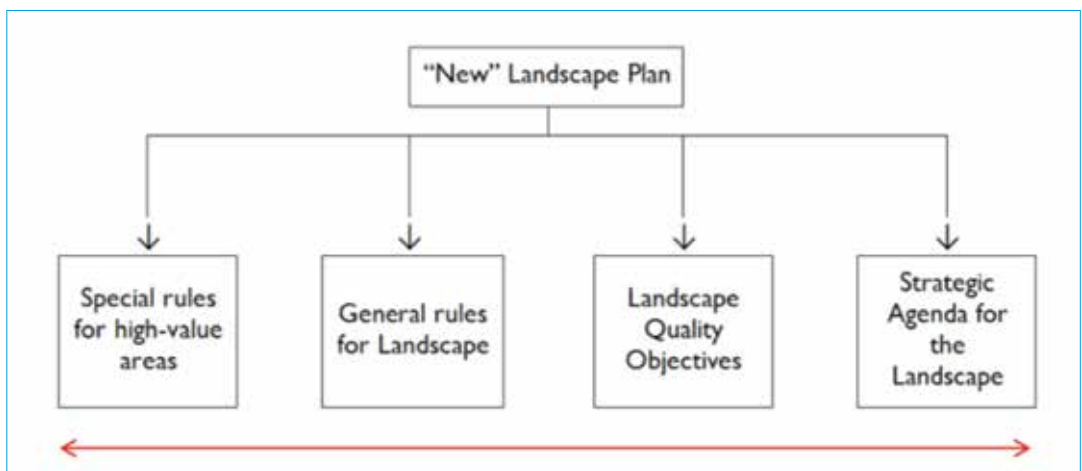 “New” Landscape Plan
Special rules
for high-value
areas
General rules
for Landscape
Landscape
Quality
Objectives
Strategic
Agenda for
the
Landscape